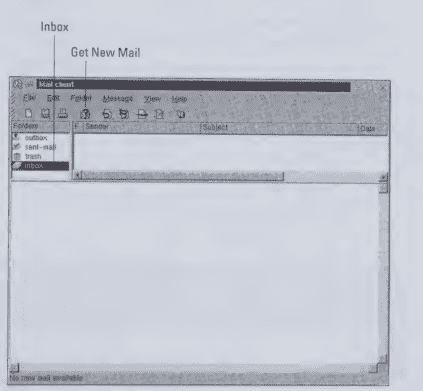 Inbox
Get New Mail
Mail client
File Edit Folder Message View Help
Folders F Sender Subject Date
outbox
sent-mail
trash
inbox
No new mail available